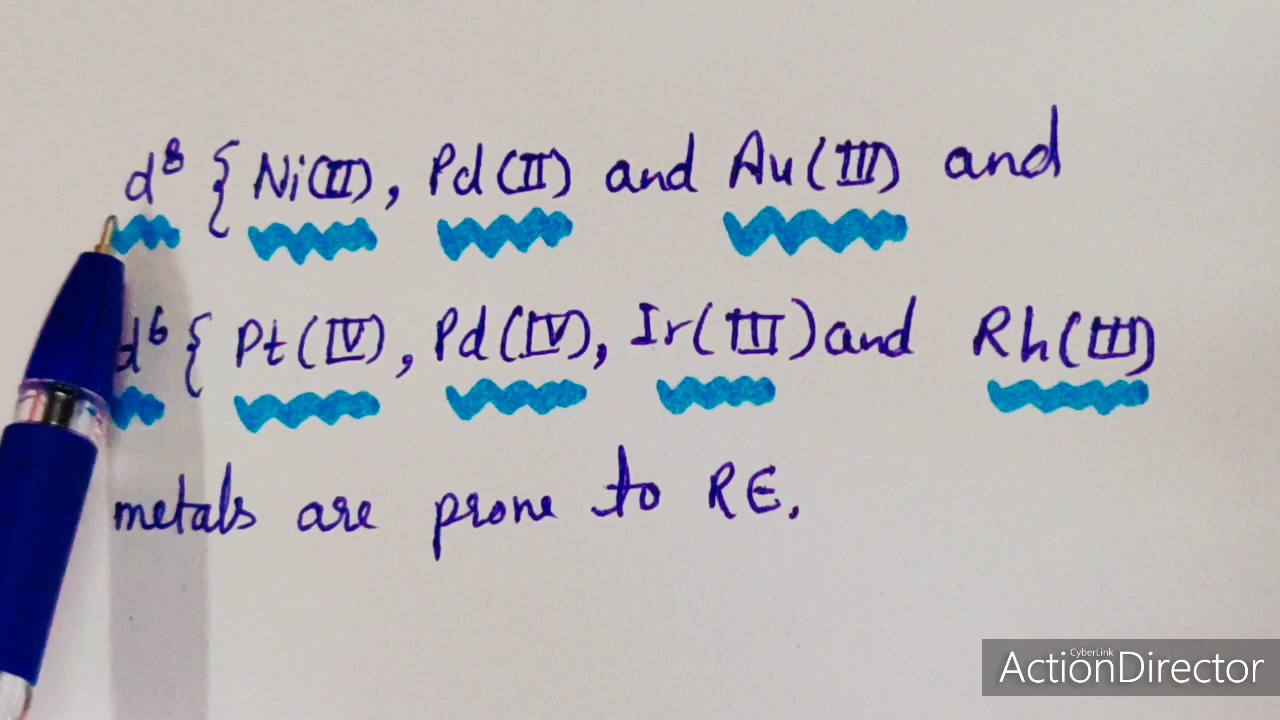 d⁸ { Ni(II), Pd(II) and Au(III) and
d⁶ { Pt(IV), Pd(IV), Ir(III) and Rh(III)
metals are prone to RE.
CyberLink
ActionDirector